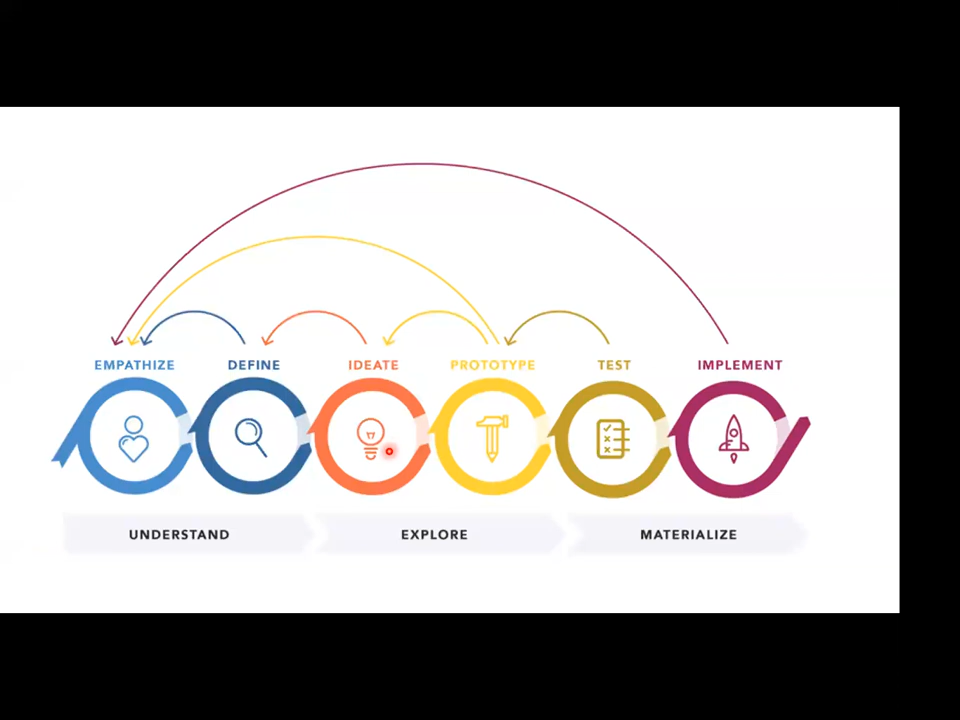 EMPATHIZE DEFINE IDEATE PROTOTYPE TEST IMPLEMENT
UNDERSTAND EXPLORE MATERIALIZE